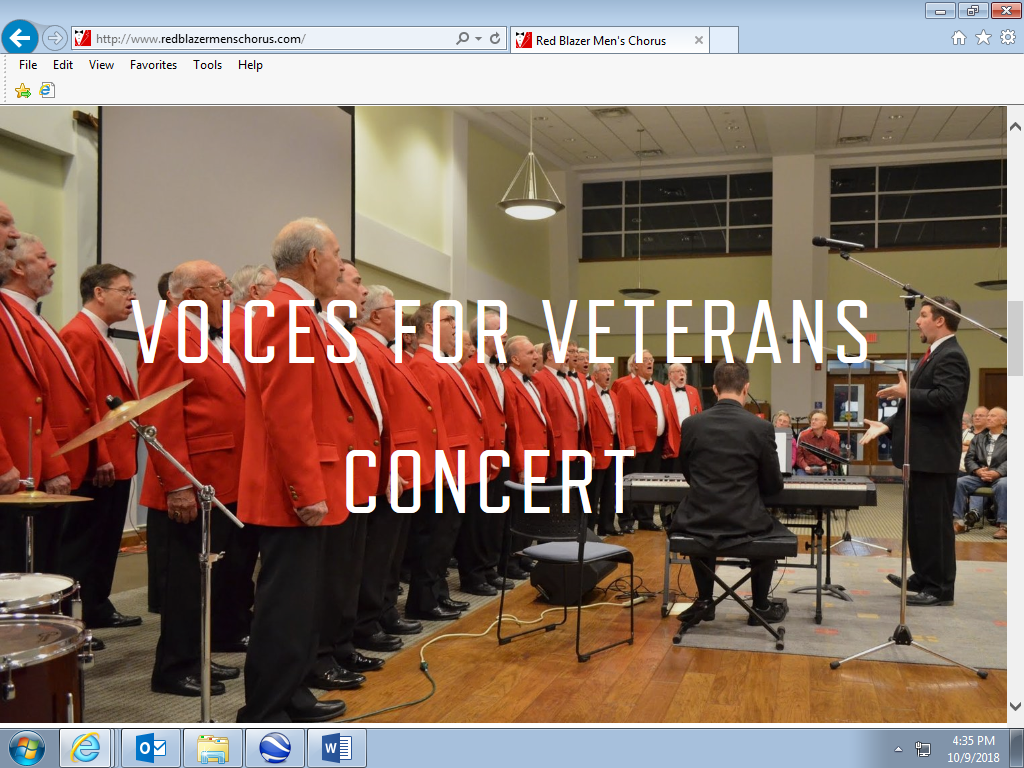 http://www.redblazermenschorus.com/
Red Blazer Men's Chorus
File Edit View Favorites Tools Help
VOICES FOR VETERANS
CONCERT
4:35 PM
10/9/2018